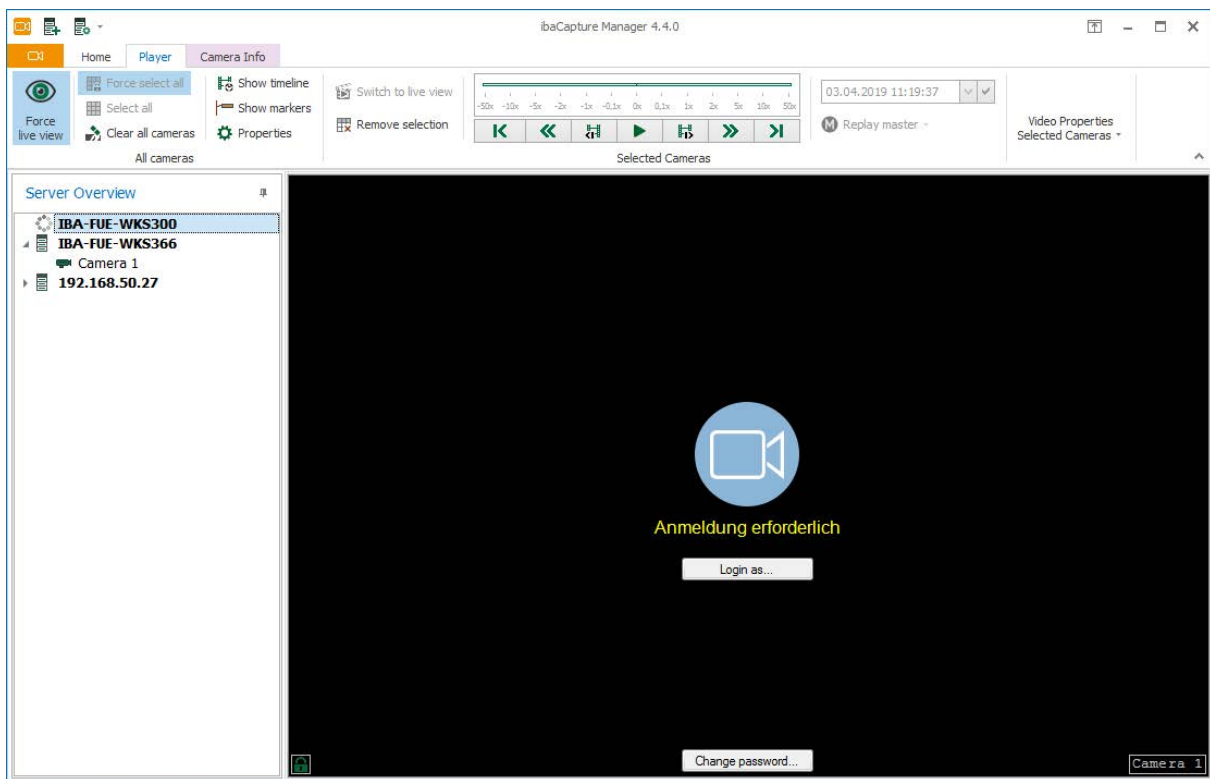 ibaCapture Manager 4.4.0
Home Player Camera Info
Force live view
Force select all
Select all
Clear all cameras
Show timeline
Show markers
Properties
All cameras
Switch to live view
Remove selection
-50x -10x -5x -2x -1x -0,1x 0x 0,1x 1x 2x 5x 10x 50x
Selected Cameras
03.04.2019 11:19:37
M Replay master
Video Properties
Selected Cameras
Server Overview
IBA-FUE-WKS300
IBA-FUE-WKS366
Camera 1
192.168.50.27
Anmeldung erforderlich
Login as...
Change password...
Camera 1